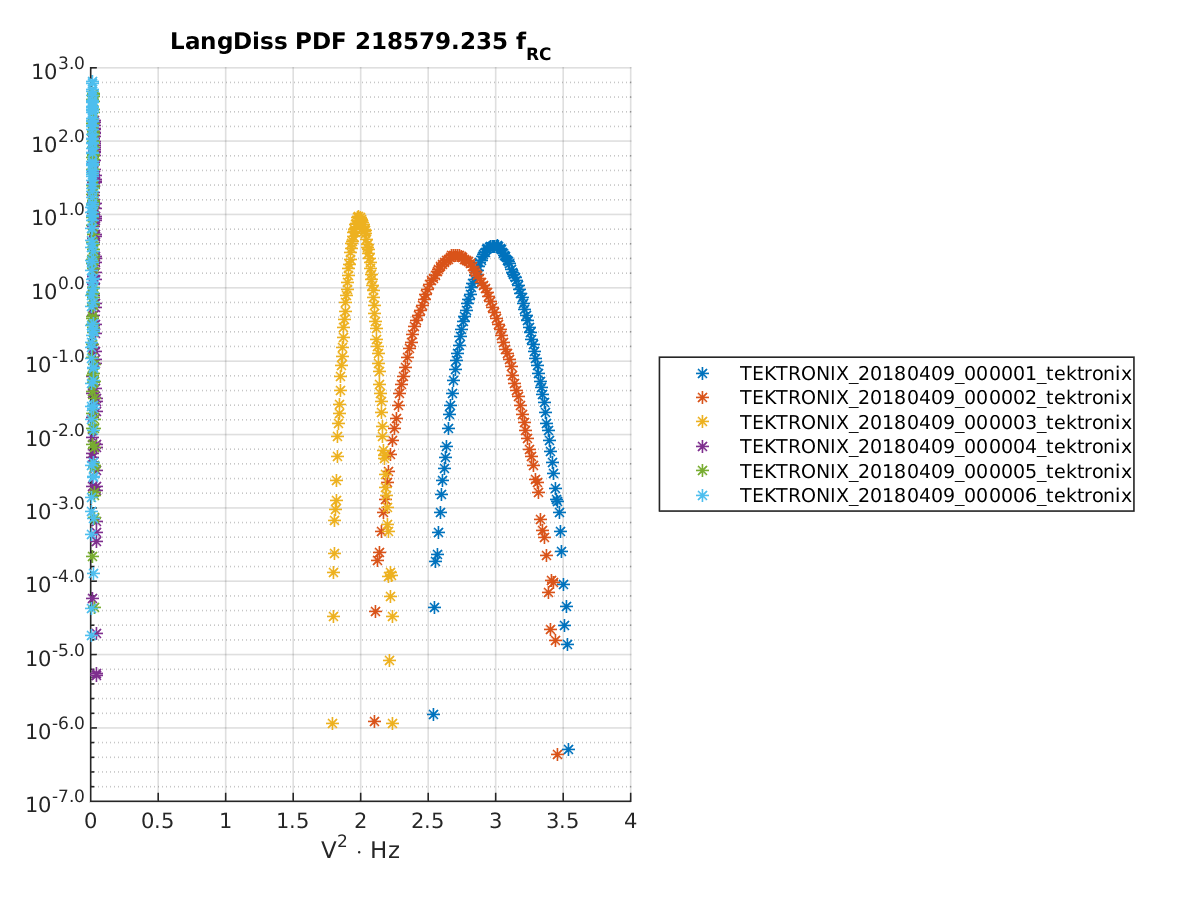 LangDiss PDF 218579.235 f_RC
10^3.0
10^2.0
10^1.0
10^0.0
10^-1.0
10^-2.0
10^-3.0
10^-4.0
10^-5.0
10^-6.0
10^-7.0
0 0.5 1 1.5 2 2.5 3 3.5 4
V^2 · Hz
TEKTRONIX_20180409_000001_tektronix
TEKTRONIX_20180409_000002_tektronix
TEKTRONIX_20180409_000003_tektronix
TEKTRONIX_20180409_000004_tektronix
TEKTRONIX_20180409_000005_tektronix
TEKTRONIX_20180409_000006_tektronix